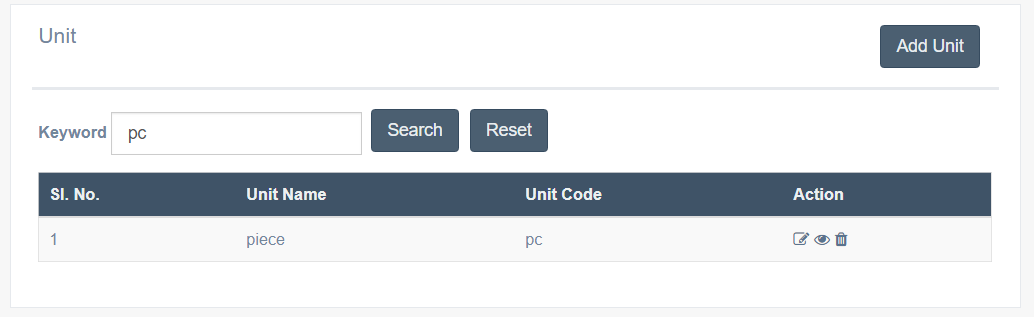 Unit
Add Unit
Keyword pc Search Reset
Sl. No. Unit Name Unit Code Action
1 piece pc